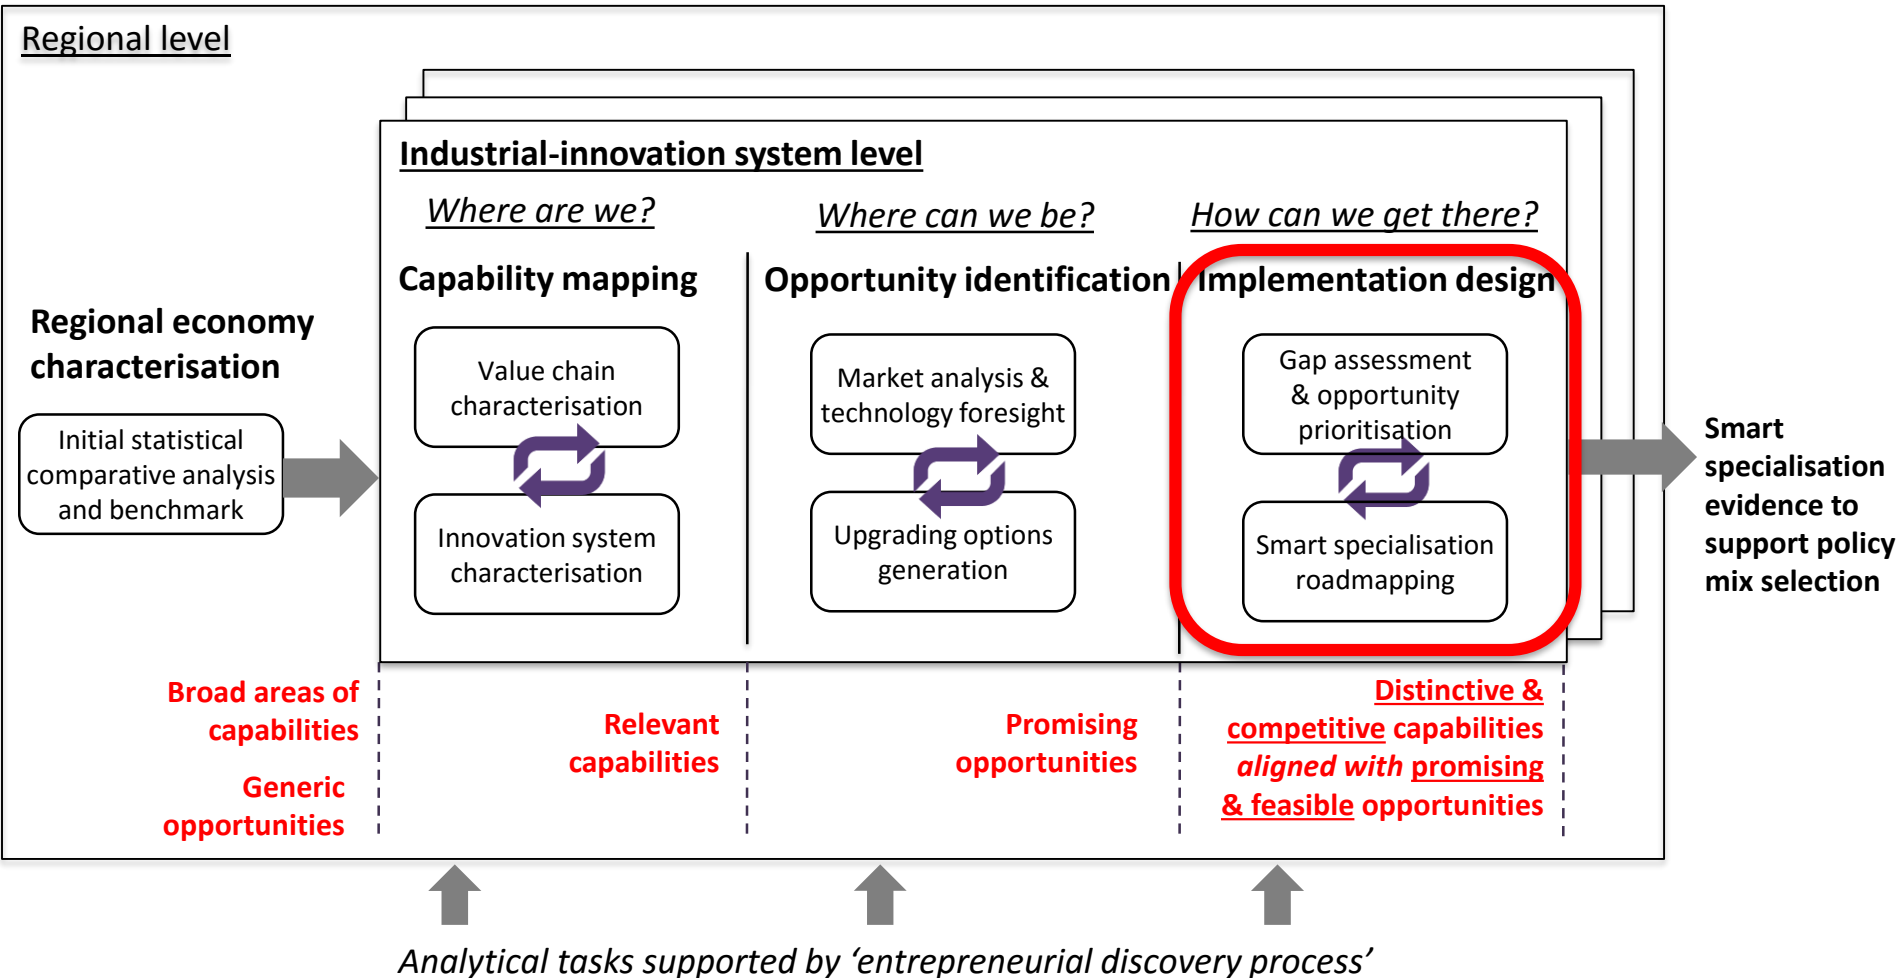 Regional level
Industrial-innovation system level
Where are we?
Where can we be?
How can we get there?
Capability mapping
Opportunity identification
Implementation design
Regional economy
characterisation
Initial statistical
comparative analysis
and benchmark
Value chain
characterisation
Innovation system
characterisation
Market analysis &
technology foresight
Upgrading options
generation
Gap assessment
& opportunity
prioritisation
Smart specialisation
roadmapping
Smart
specialisation
evidence to
support policy
mix selection
Broad areas of
capabilities
Generic
opportunities
Relevant
capabilities
Promising
opportunities
Distinctive &
competitive capabilities
aligned with promising
& feasible opportunities
Analytical tasks supported by ‘entrepreneurial discovery process’